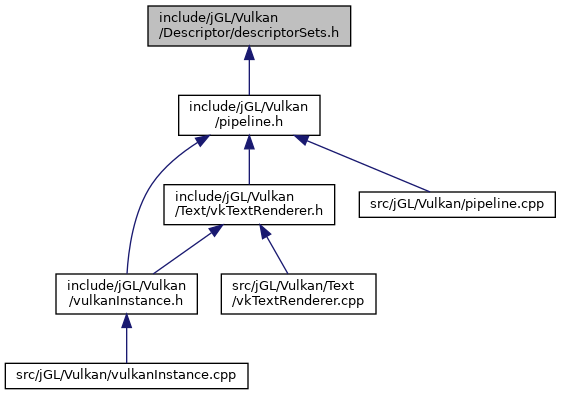 include/jGL/Vulkan
/Descriptor/descriptorSets.h
include/jGL/Vulkan
/pipeline.h
include/jGL/Vulkan
/Text/vkTextRenderer.h
src/jGL/Vulkan/pipeline.cpp
include/jGL/Vulkan
/vulkanInstance.h
src/jGL/Vulkan/Text
/vkTextRenderer.cpp
src/jGL/Vulkan/vulkanInstance.cpp